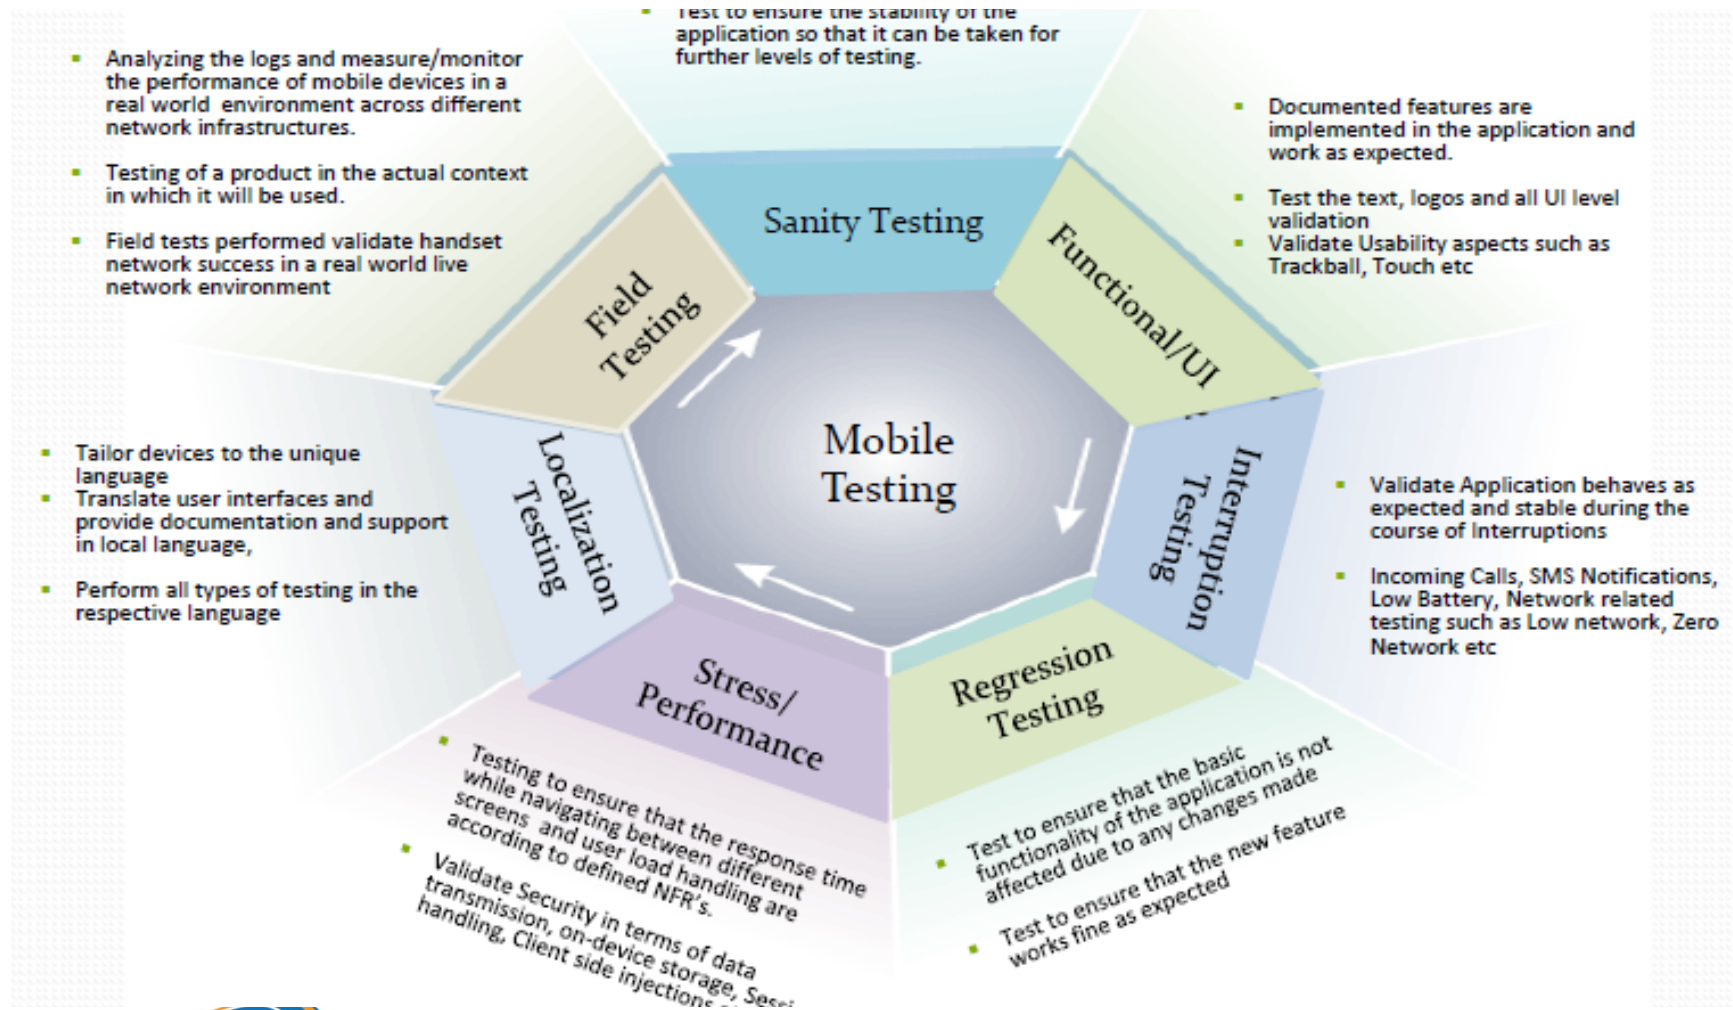 Test to ensure the stability of the
application so that it can be taken for
further levels of testing.
Analyzing the logs and measure/monitor
the performance of mobile devices in a
real world environment across different
network infrastructures.
Testing of a product in the actual context
in which it will be used.
Field tests performed validate handset
network success in a real world live
network environment
Documented features are
implemented in the application and
work as expected.
Test the text, logos and all UI level
validation
Validate Usability aspects such as
Trackball, Touch etc
Sanity Testing
Functional/UI
Field
Testing
Mobile
Testing
Localization
Testing
Interruption
Testing
Tailor devices to the unique
language
Translate user interfaces and
provide documentation and support
in local language,
Perform all types of testing in the
respective language
Validate Application behaves as
expected and stable during the
course of Interruptions
Incoming Calls, SMS Notifications,
Low Battery, Network related
testing such as Low network, Zero
Network etc
Stress/
Performance
Regression
Testing
Testing to ensure that the response time
while navigating between different
screens and user load handling are
according to defined NFR's.
Validate Security in terms of data
transmission, on-device storage,
handling, Client side injections
Test to ensure that the basic
functionality of the application is not
affected due to any changes made
Test to ensure that the new feature
works fine as expected